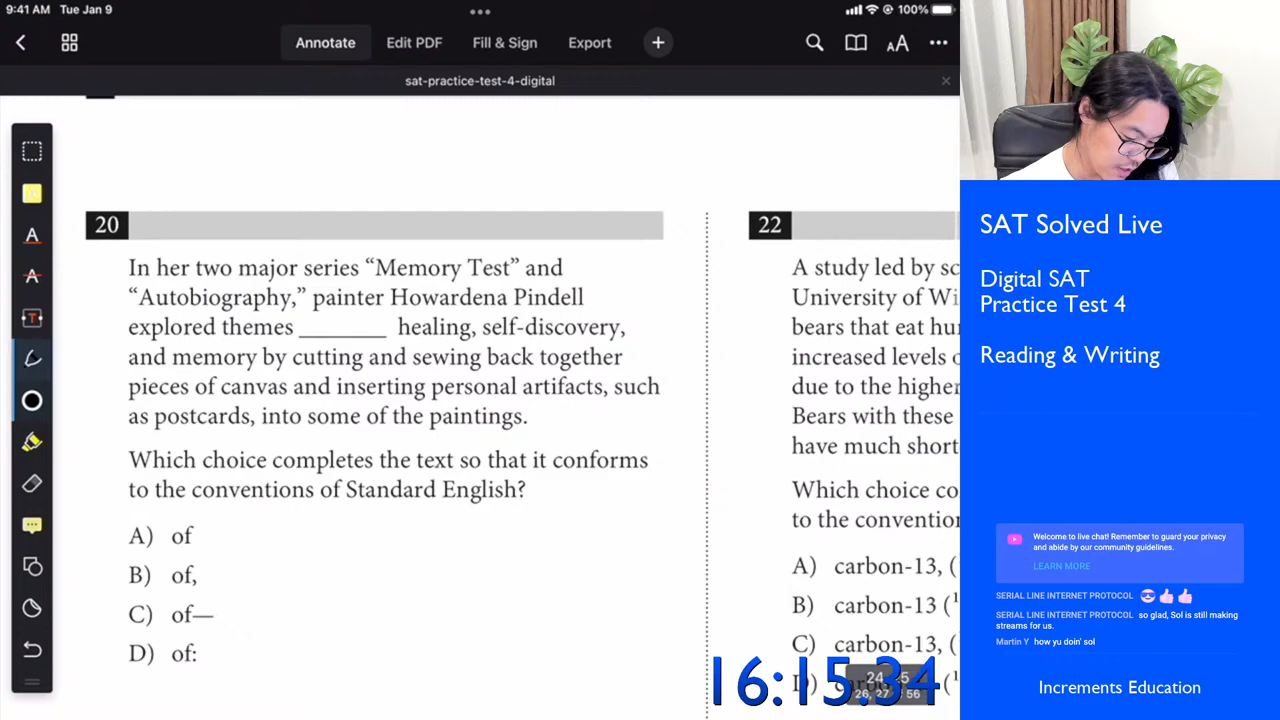 9:41 AM Tue Jan 9
100%
Annotate
Edit PDF
Fill & Sign
Export
AA
sat-practice-test-4-digital
20
In her two major series “Memory Test” and
“Autobiography,” painter Howardena Pindell
explored themes ________ healing, self-discovery,
and memory by cutting and sewing back together
pieces of canvas and inserting personal artifacts, such
as postcards, into some of the paintings.
Which choice completes the text so that it conforms
to the conventions of Standard English?
A) of
B) of,
C) of—
D) of:
22
A study led by sc
University of Wi
bears that eat hu
increased levels o
due to the higher
Bears with these
have much short
Which choice co
to the convention
A) carbon-13, (
B) carbon-13 (¹
C) carbon-13, (
D)
16:15.34
SAT Solved Live
Digital SAT
Practice Test 4
Reading & Writing
Welcome to live chat! Remember to guard your privacy
and abide by our community guidelines.
LEARN MORE
SERIAL LINE INTERNET PROTOCOL
SERIAL LINE INTERNET PROTOCOL so glad, Sol is still making
streams for us.
Martin Y how yu doin' sol
Increments Education